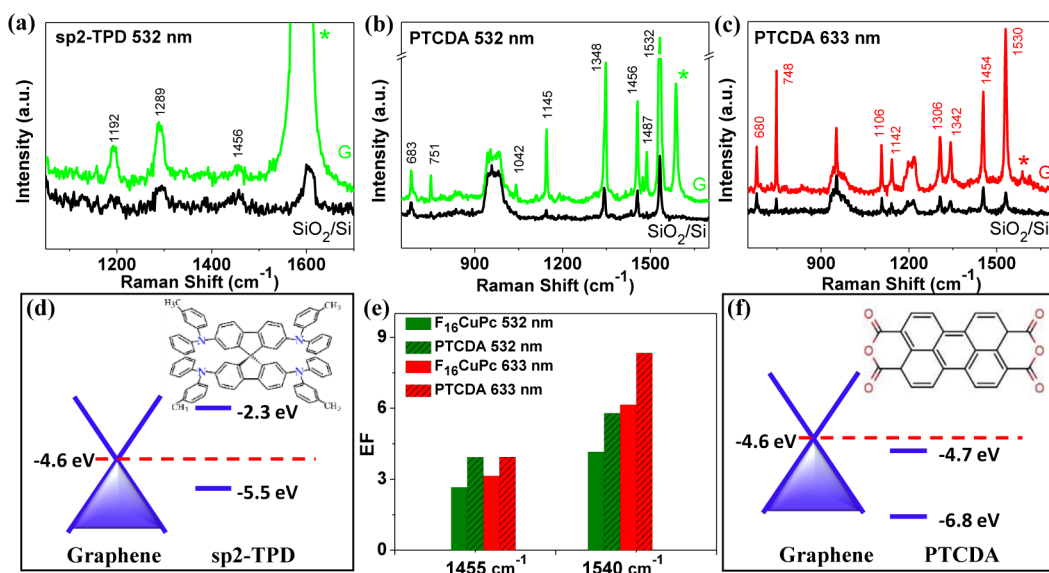 (a)
sp2-TPD 532 nm
*
1192
1289
1456
G
SiO2/Si
Intensity (a.u.)
1200 1400 1600
Raman Shift (cm-1)
(b)
PTCDA 532 nm
683
751
1042
1145
1348
1456
1487
1532
*
G
SiO2/Si
Intensity (a.u.)
900 1200 1500
Raman Shift (cm-1)
(c)
PTCDA 633 nm
680
748
1106
1142
1306
1342
1454
1530
*
G
SiO2/Si
Intensity (a.u.)
900 1200 1500
Raman Shift (cm-1)
(d)
H3C
CH3
N
N
N
N
CH3
CH3
-2.3 eV
-4.6 eV
-5.5 eV
Graphene sp2-TPD
(e)
F16CuPc 532 nm
PTCDA 532 nm
F16CuPc 633 nm
PTCDA 633 nm
EF
9
6
3
0
1455 cm-1 1540 cm-1
(f)
O
O
O
O
O
O
-4.6 eV
-4.7 eV
-6.8 eV
Graphene PTCDA